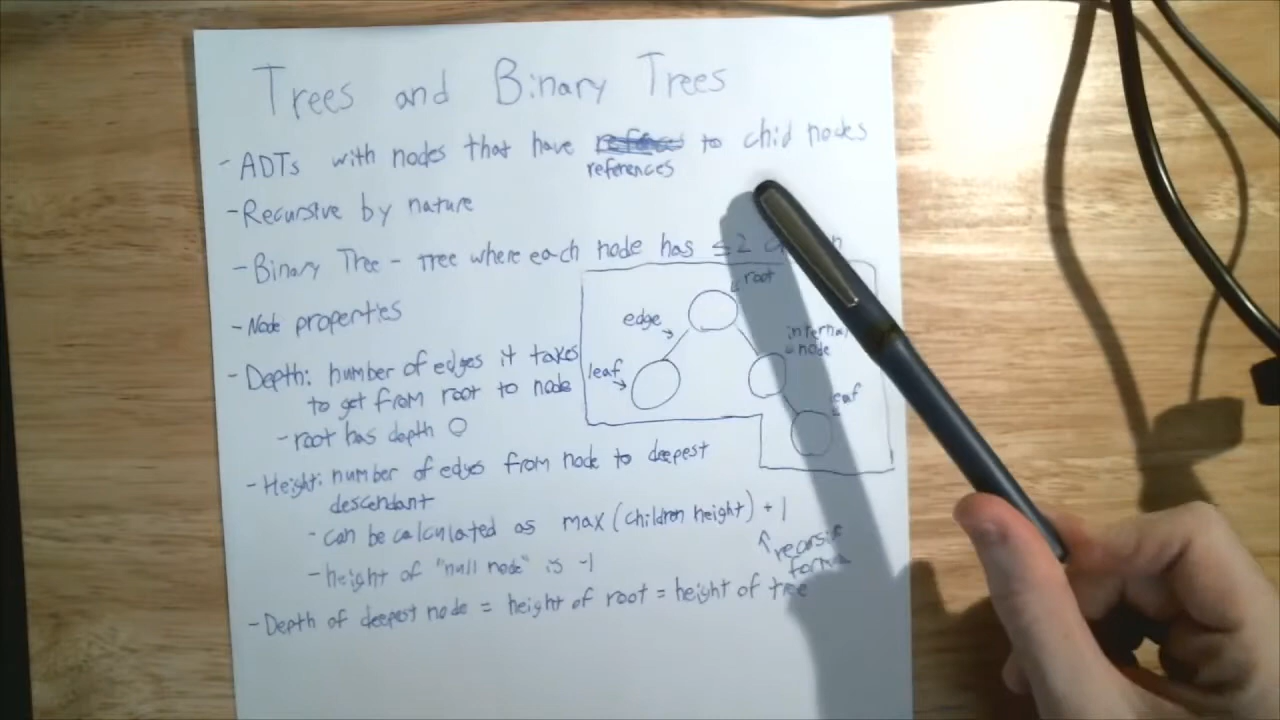 Trees and Binary Trees
- ADTs with nodes that have to chid nodes
references
- Recursive by nature
- Binary Tree - tree where each node has ≤2
root
edge
internal
node
leaf
leaf
- Node properties
- Depth: number of edges it takes
to get from root to node
- root has depth 0
- Height: number of edges from node to deepest
descendant
- can be calculated as max (children height) + 1
- height of "null node" is -1
- Depth of deepest node = height of root = height of tree